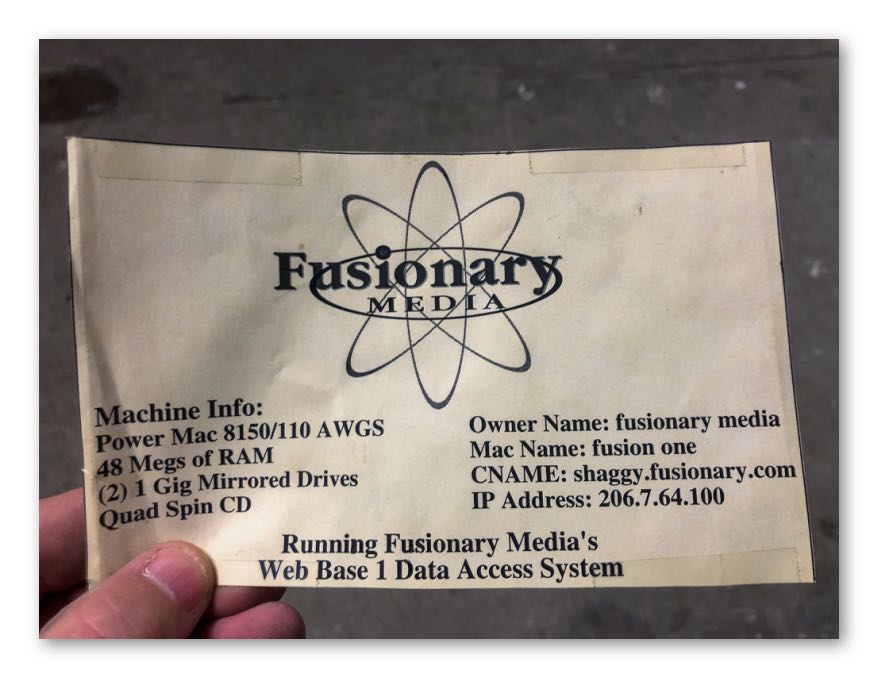 Fusionary
MEDIA
Machine Info:
Power Mac 8150/110 AWGS
48 Megs of RAM
(2) 1 Gig Mirrored Drives
Quad Spin CD
Owner Name: fusionary media
Mac Name: fusion one
CNAME: shaggy.fusionary.com
IP Address: 206.7.64.100
Running Fusionary Media's
Web Base 1 Data Access System